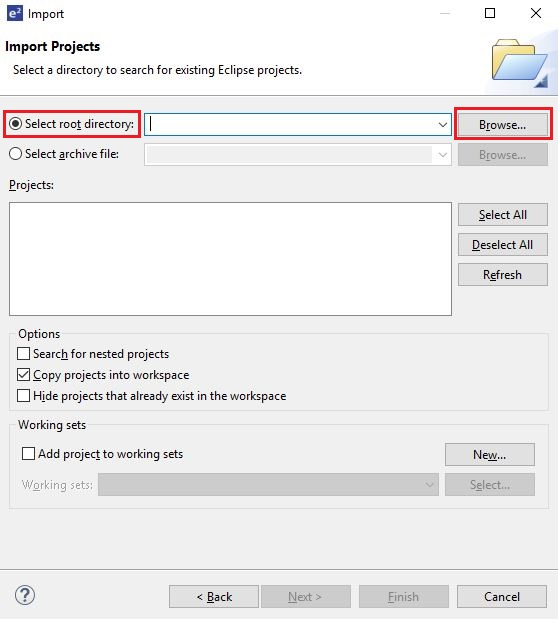 e² Import
Import Projects
Select a directory to search for existing Eclipse projects.
Select root directory: Browse...
Select archive file: Browse...
Projects:
Select All
Deselect All
Refresh
Options
Search for nested projects
Copy projects into workspace
Hide projects that already exist in the workspace
Working sets
Add project to working sets New...
Working sets: Select...
? < Back Next > Finish Cancel